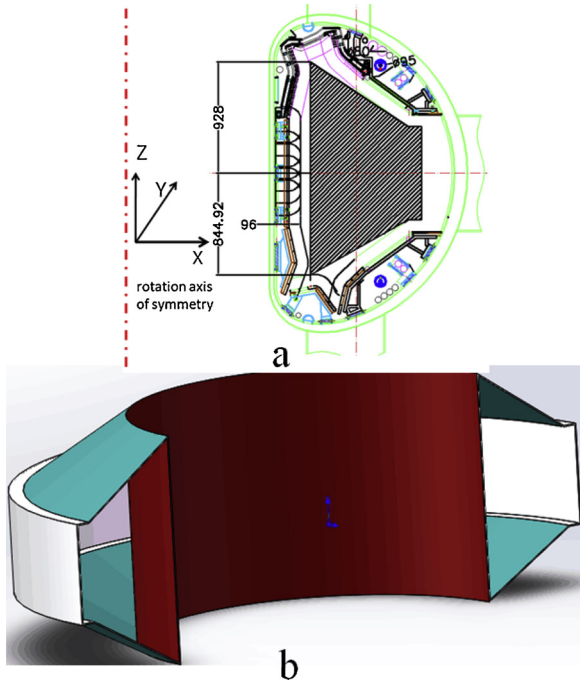 ø95
928
Z
Y
X
844.92
96
rotation axis
of symmetry
a
b